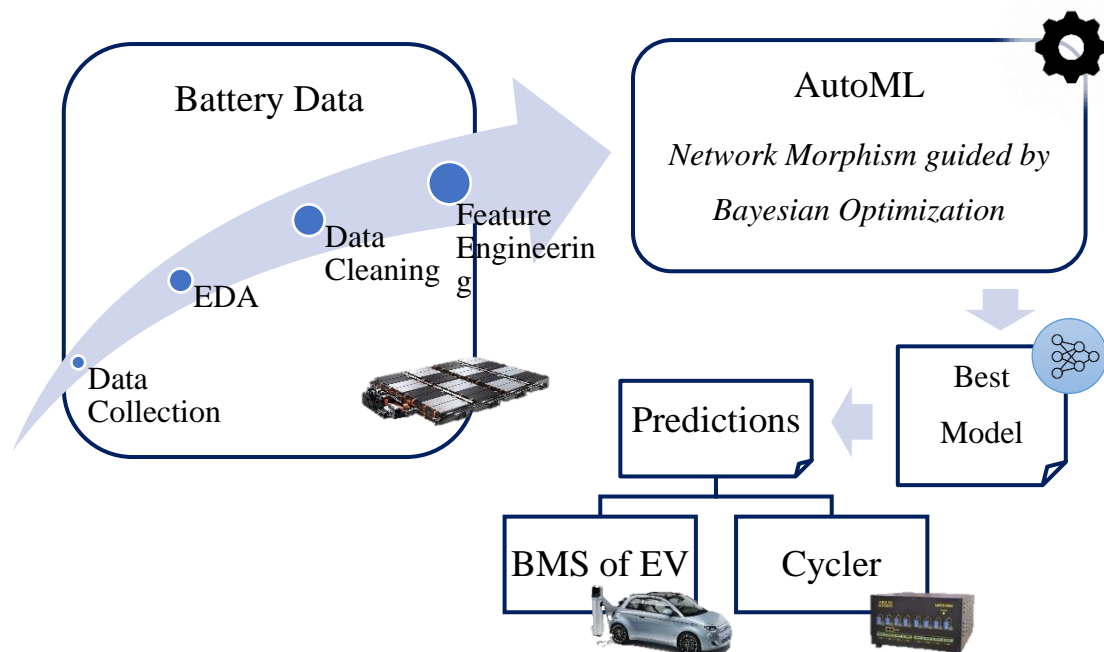 Battery Data
Data
Collection
EDA
Data
Cleaning
Feature
Engineerin
g
AutoML
Network Morphism guided by
Bayesian Optimization
Best
Model
Predictions
BMS of EV
Cycler